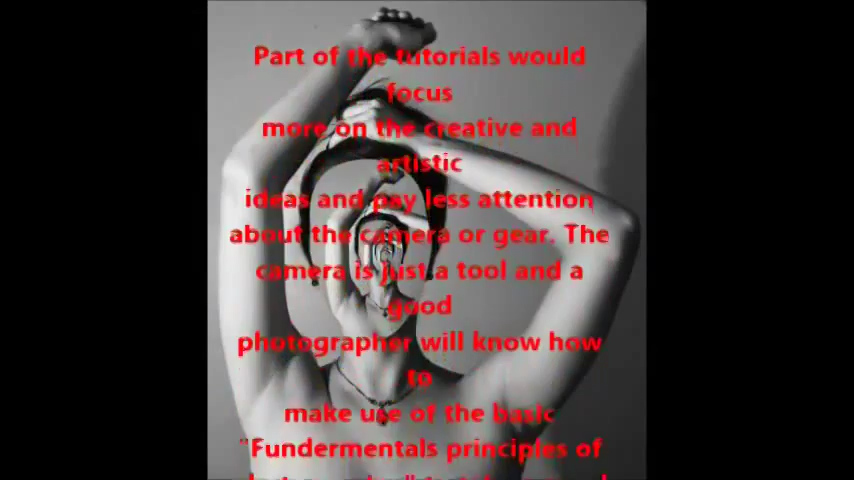 Part of the tutorials would
focus
more on the creative and
artistic
ideas and pay less attention
about the camera or gear. The
camera is just a tool and a
good
photographer will know how
to
make use of the basic
"Fundermentals principles of